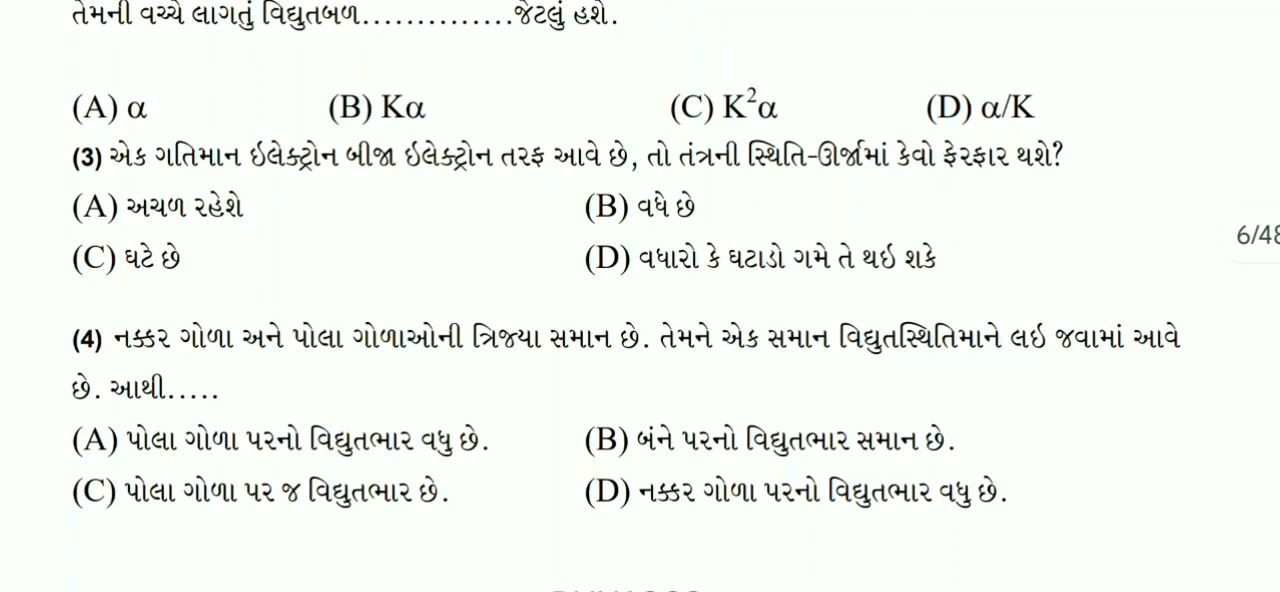 તેમની વચ્ચે લાગતું વિદ્યુતબળ...............જેટલું હશે.
(A) α (B) Kα (C) K²α (D) α/K
(3) એક ગતિમાન ઇલેક્ટ્રોન બીજા ઇલેક્ટ્રોન તરફ આવે છે, તો તંત્રની સ્થિતિ-ઊર્જામાં કેવો ફેરફાર થશે?
(A) અચળ રહેશે (B) વધે છે
6/48
(C) ઘટે છે (D) વધારો કે ઘટાડો ગમે તે થઇ શકે
(4) નક્કર ગોળા અને પોલા ગોળાઓની ત્રિજ્યા સમાન છે. તેમને એક સમાન વિદ્યુતસ્થિતિમાને લઇ જવામાં આવે
છે. આથી.....
(A) પોલા ગોળા પરનો વિદ્યુતભાર વધુ છે. (B) બંને પરનો વિદ્યુતભાર સમાન છે.
(C) પોલા ગોળા પર જ વિદ્યુતભાર છે. (D) નક્કર ગોળા પરનો વિદ્યુતભાર વધુ છે.